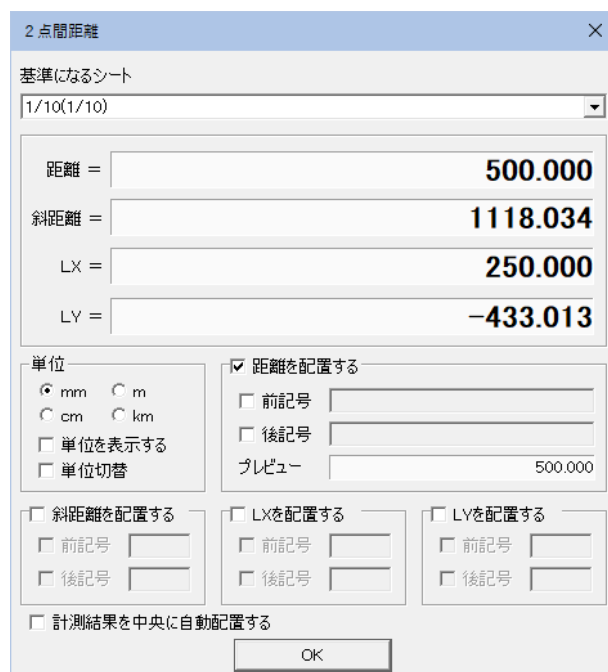 2点間距離
基準になるシート
1/10(1/10)
距離 = 500.000
斜距離 = 1118.034
LX = 250.000
LY = -433.013
単位
mm m
cm km
単位を表示する
単位切替
距離を配置する
前記号
後記号
プレビュー 500.000
斜距離を配置する
前記号
後記号
LXを配置する
前記号
後記号
LYを配置する
前記号
後記号
計測結果を中央に自動配置する
OK